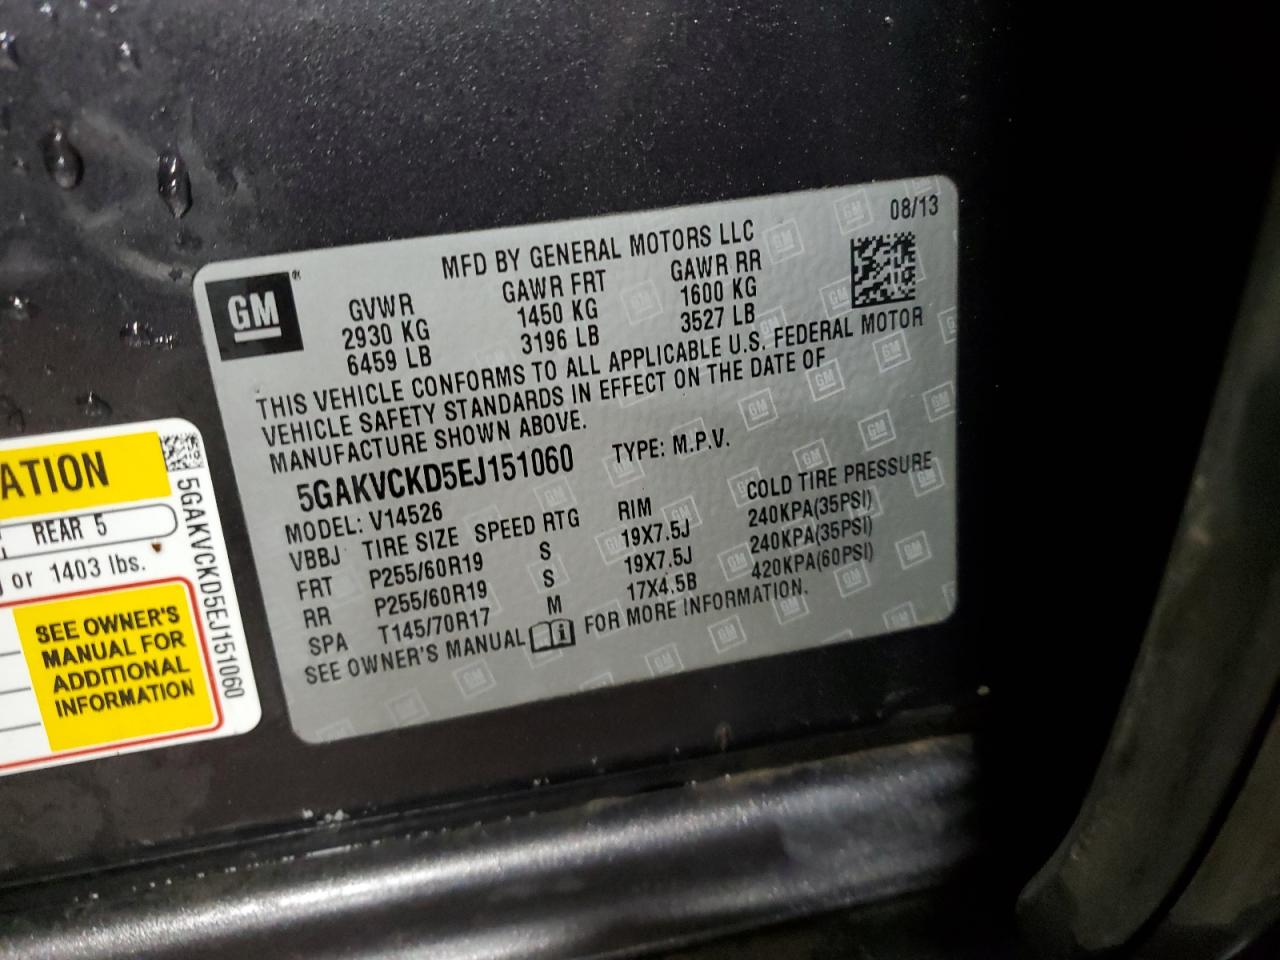 08/13
MFD BY GENERAL MOTORS LLC
GM
GVWR GAWR FRT GAWR RR
2930 KG 1450 KG 1600 KG
6459 LB 3196 LB 3527 LB
THIS VEHICLE CONFORMS TO ALL APPLICABLE U.S. FEDERAL MOTOR
VEHICLE SAFETY STANDARDS IN EFFECT ON THE DATE OF
MANUFACTURE SHOWN ABOVE.
5GAKVCKD5EJ151060 TYPE: M.P.V.
MODEL: V14526
VBBJ TIRE SIZE SPEED RTG RIM COLD TIRE PRESSURE
FRT P255/60R19 S 19X7.5J 240KPA(35PSI)
RR P255/60R19 S 19X7.5J 240KPA(35PSI)
SPA T145/70R17 M 17X4.5B 420KPA(60PSI)
SEE OWNER'S MANUAL FOR MORE INFORMATION.
ATION
REAR 5
or 1403 lbs.
SEE OWNER'S
MANUAL FOR
ADDITIONAL
INFORMATION
5GAKVCKD5EJ151060